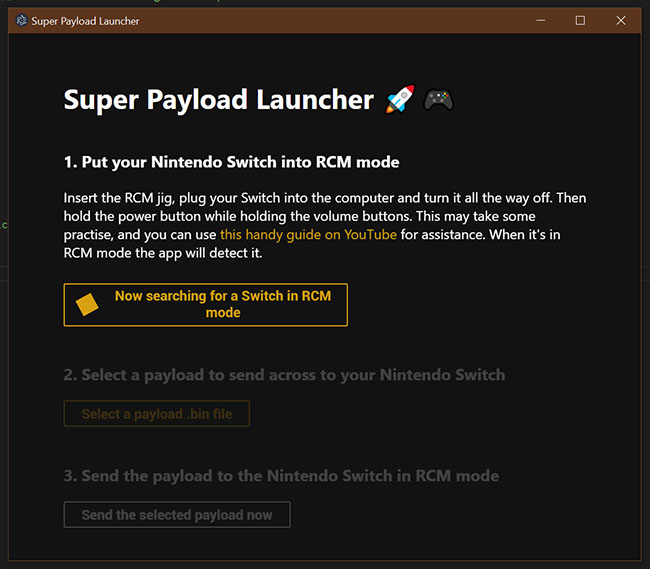 Super Payload Launcher
Super Payload Launcher 🚀 🎮
1. Put your Nintendo Switch into RCM mode
Insert the RCM jig, plug your Switch into the computer and turn it all the way off. Then
hold the power button while holding the volume buttons. This may take some
practise, and you can use this handy guide on YouTube for assistance. When it's in
RCM mode the app will detect it.
Now searching for a Switch in RCM
mode
2. Select a payload to send across to your Nintendo Switch
Select a payload .bin file
3. Send the payload to the Nintendo Switch in RCM mode
Send the selected payload now